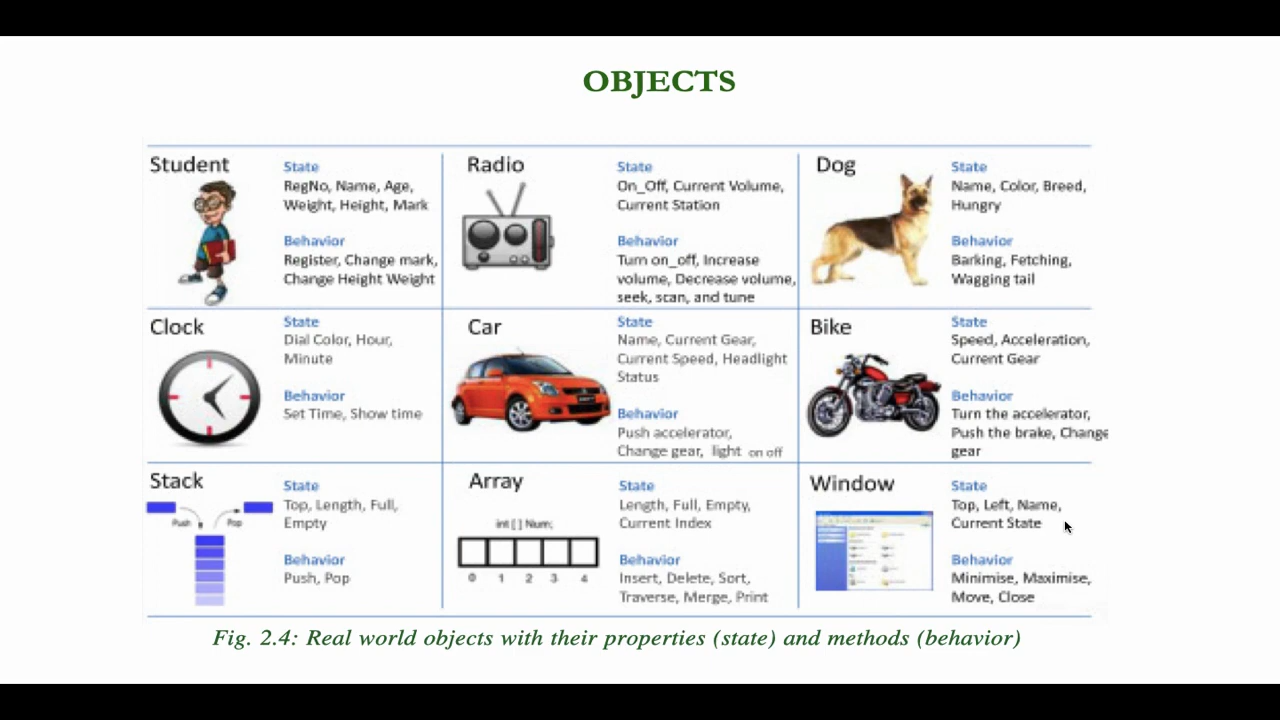 OBJECTS
Student
State
RegNo, Name, Age,
Weight, Height, Mark
Behavior
Register, Change mark,
Change Height Weight
Radio
State
On_Off, Current Volume,
Current Station
Behavior
Turn on_off, Increase
volume, Decrease volume,
seek, scan, and tune
Dog
State
Name, Color, Breed,
Hungry
Behavior
Barking, Fetching,
Wagging tail
Clock
State
Dial Color, Hour,
Minute
Behavior
Set Time, Show time
Car
State
Name, Current Gear,
Current Speed, Headlight
Status
Behavior
Push accelerator,
Change gear, light on off
Bike
State
Speed, Acceleration,
Current Gear
Behavior
Turn the accelerator,
Push the brake, Change
gear
Stack
Push Pop
State
Top, Length, Full,
Empty
Behavior
Push, Pop
Array
int [ ] Num;
0 1 2 3 4
State
Length, Full, Empty,
Current Index
Behavior
Insert, Delete, Sort,
Traverse, Merge, Print
Window
State
Top, Left, Name,
Current State
Behavior
Minimise, Maximise,
Move, Close
Fig. 2.4: Real world objects with their properties (state) and methods (behavior)